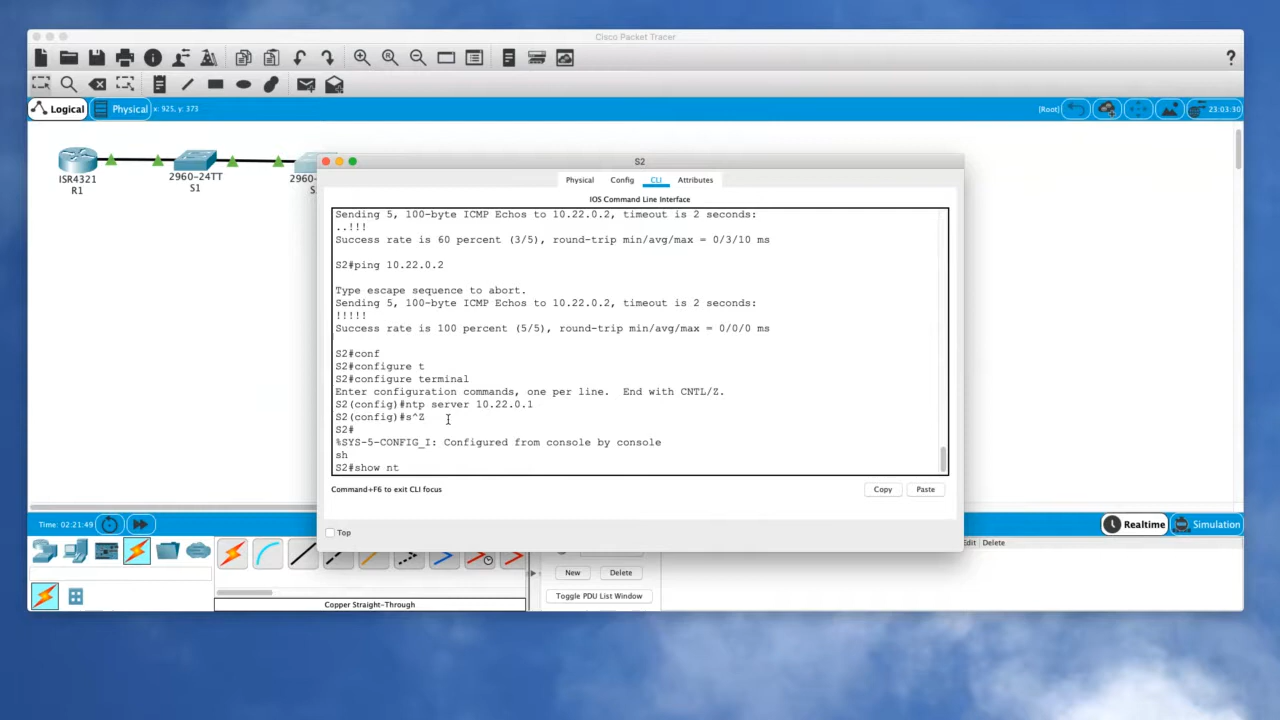 Cisco Packet Tracer
?
Logical
Physical
x: 925, y: 373
[Root]
23:03:30
ISR4321
R1
2960-24TT
S1
2960-
S
S2
Physical
Config
CLI
Attributes
IOS Command Line Interface
Sending 5, 100-byte ICMP Echos to 10.22.0.2, timeout is 2 seconds:
..!!!
Success rate is 60 percent (3/5), round-trip min/avg/max = 0/3/10 ms
S2#ping 10.22.0.2
Type escape sequence to abort.
Sending 5, 100-byte ICMP Echos to 10.22.0.2, timeout is 2 seconds:
!!!!!
Success rate is 100 percent (5/5), round-trip min/avg/max = 0/0/0 ms
S2#conf
S2#configure t
S2#configure terminal
Enter configuration commands, one per line.  End with CNTL/Z.
S2(config)#ntp server 10.22.0.1
S2(config)#s^Z
S2#
%SYS-5-CONFIG_I: Configured from console by console
sh
S2#show nt
Command+F6 to exit CLI focus
Copy
Paste
Top
Time: 02:21:49
Realtime
Simulation
dit
Delete
New
Delete
Toggle PDU List Window
Copper Straight-Through